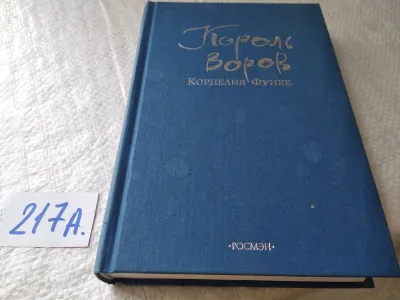 Король
воров
Корнелия Функе
217А.
·РОСМЭН·